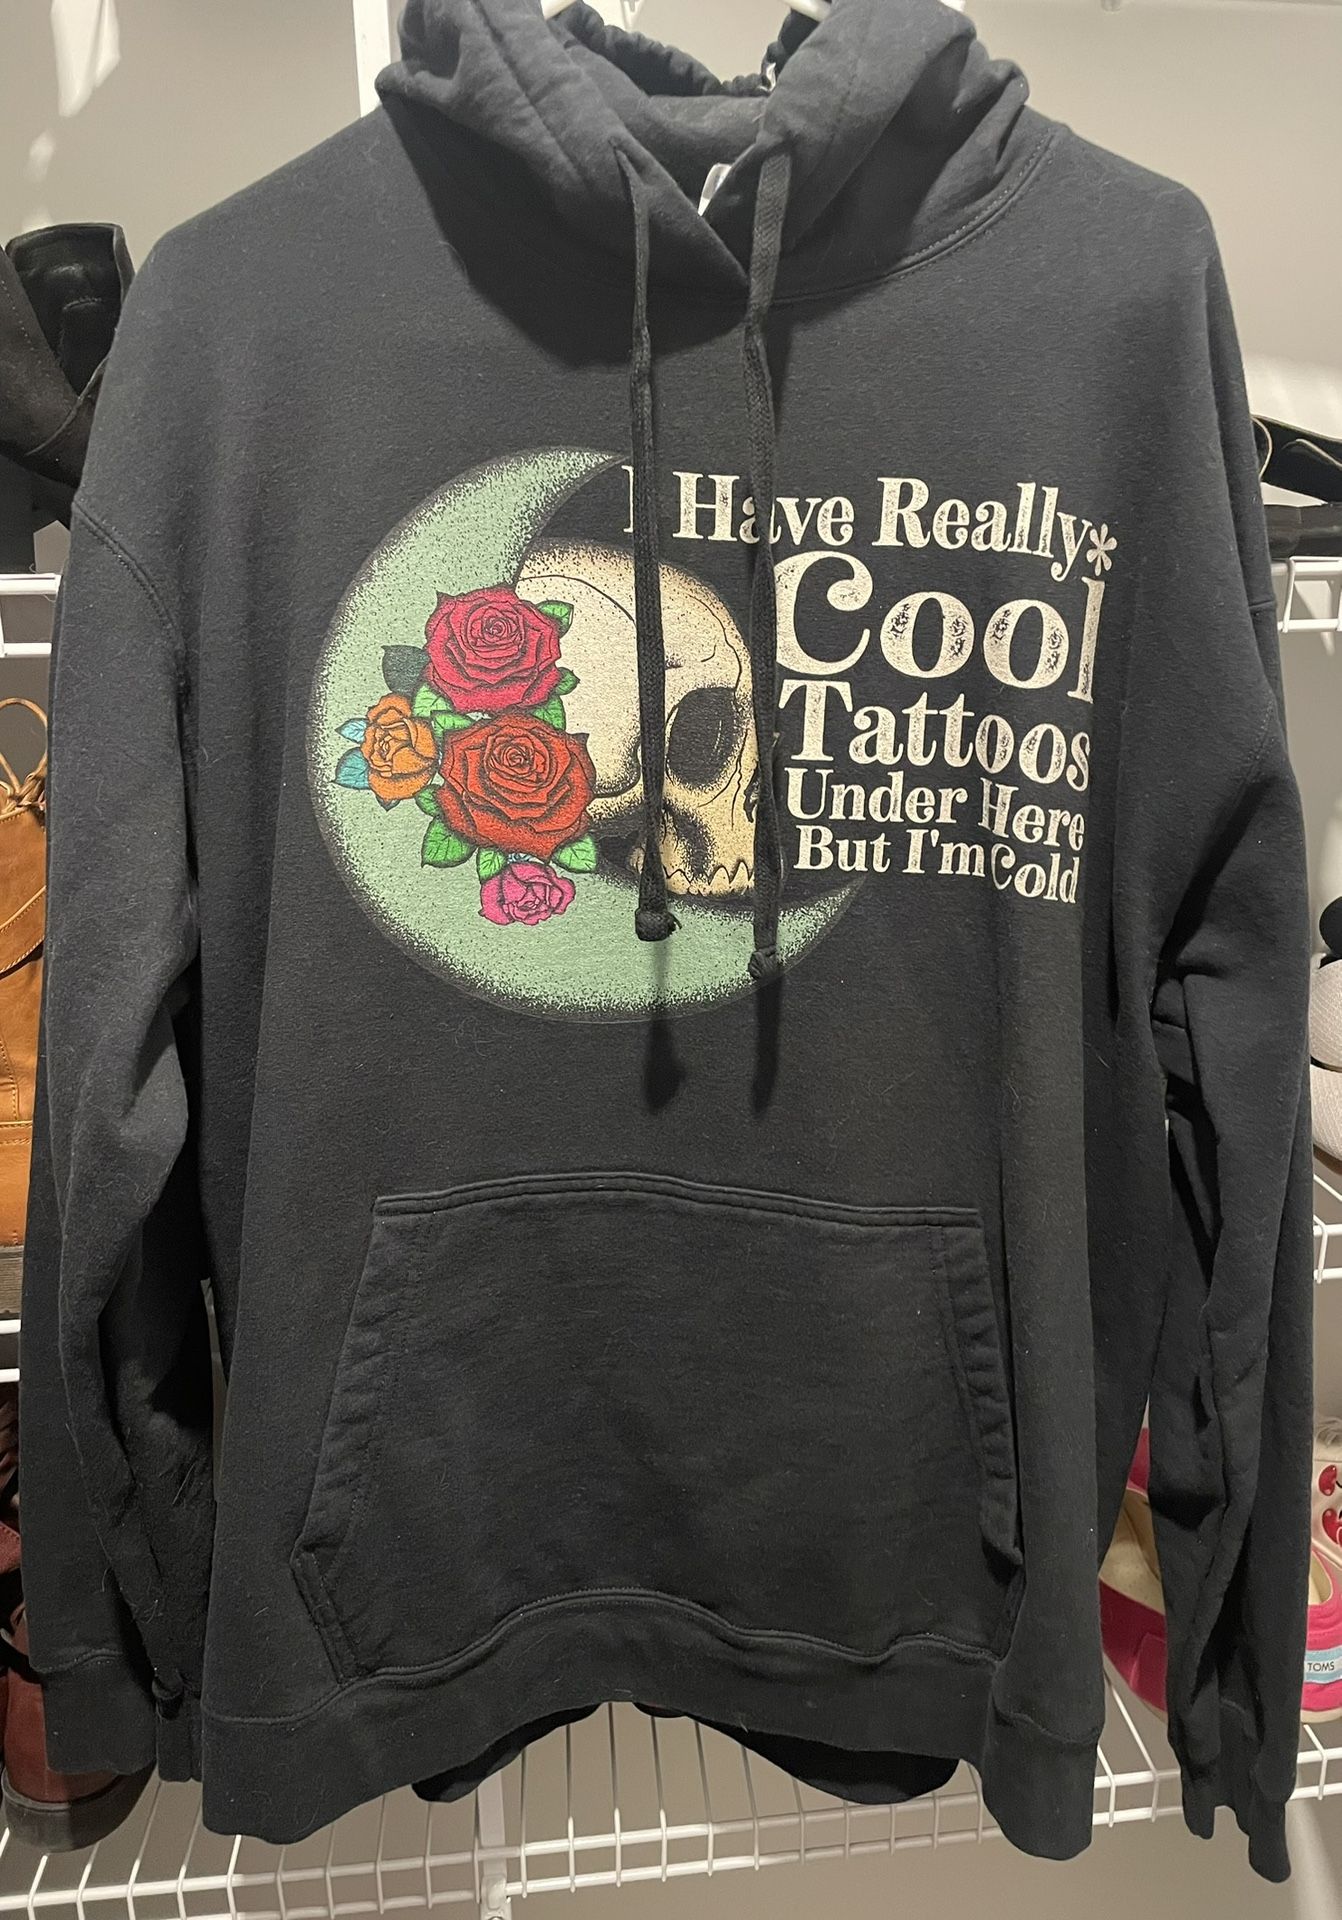 I Have Really*
Cool
Tattoos
Under Here
But I'm Cold
TOMS